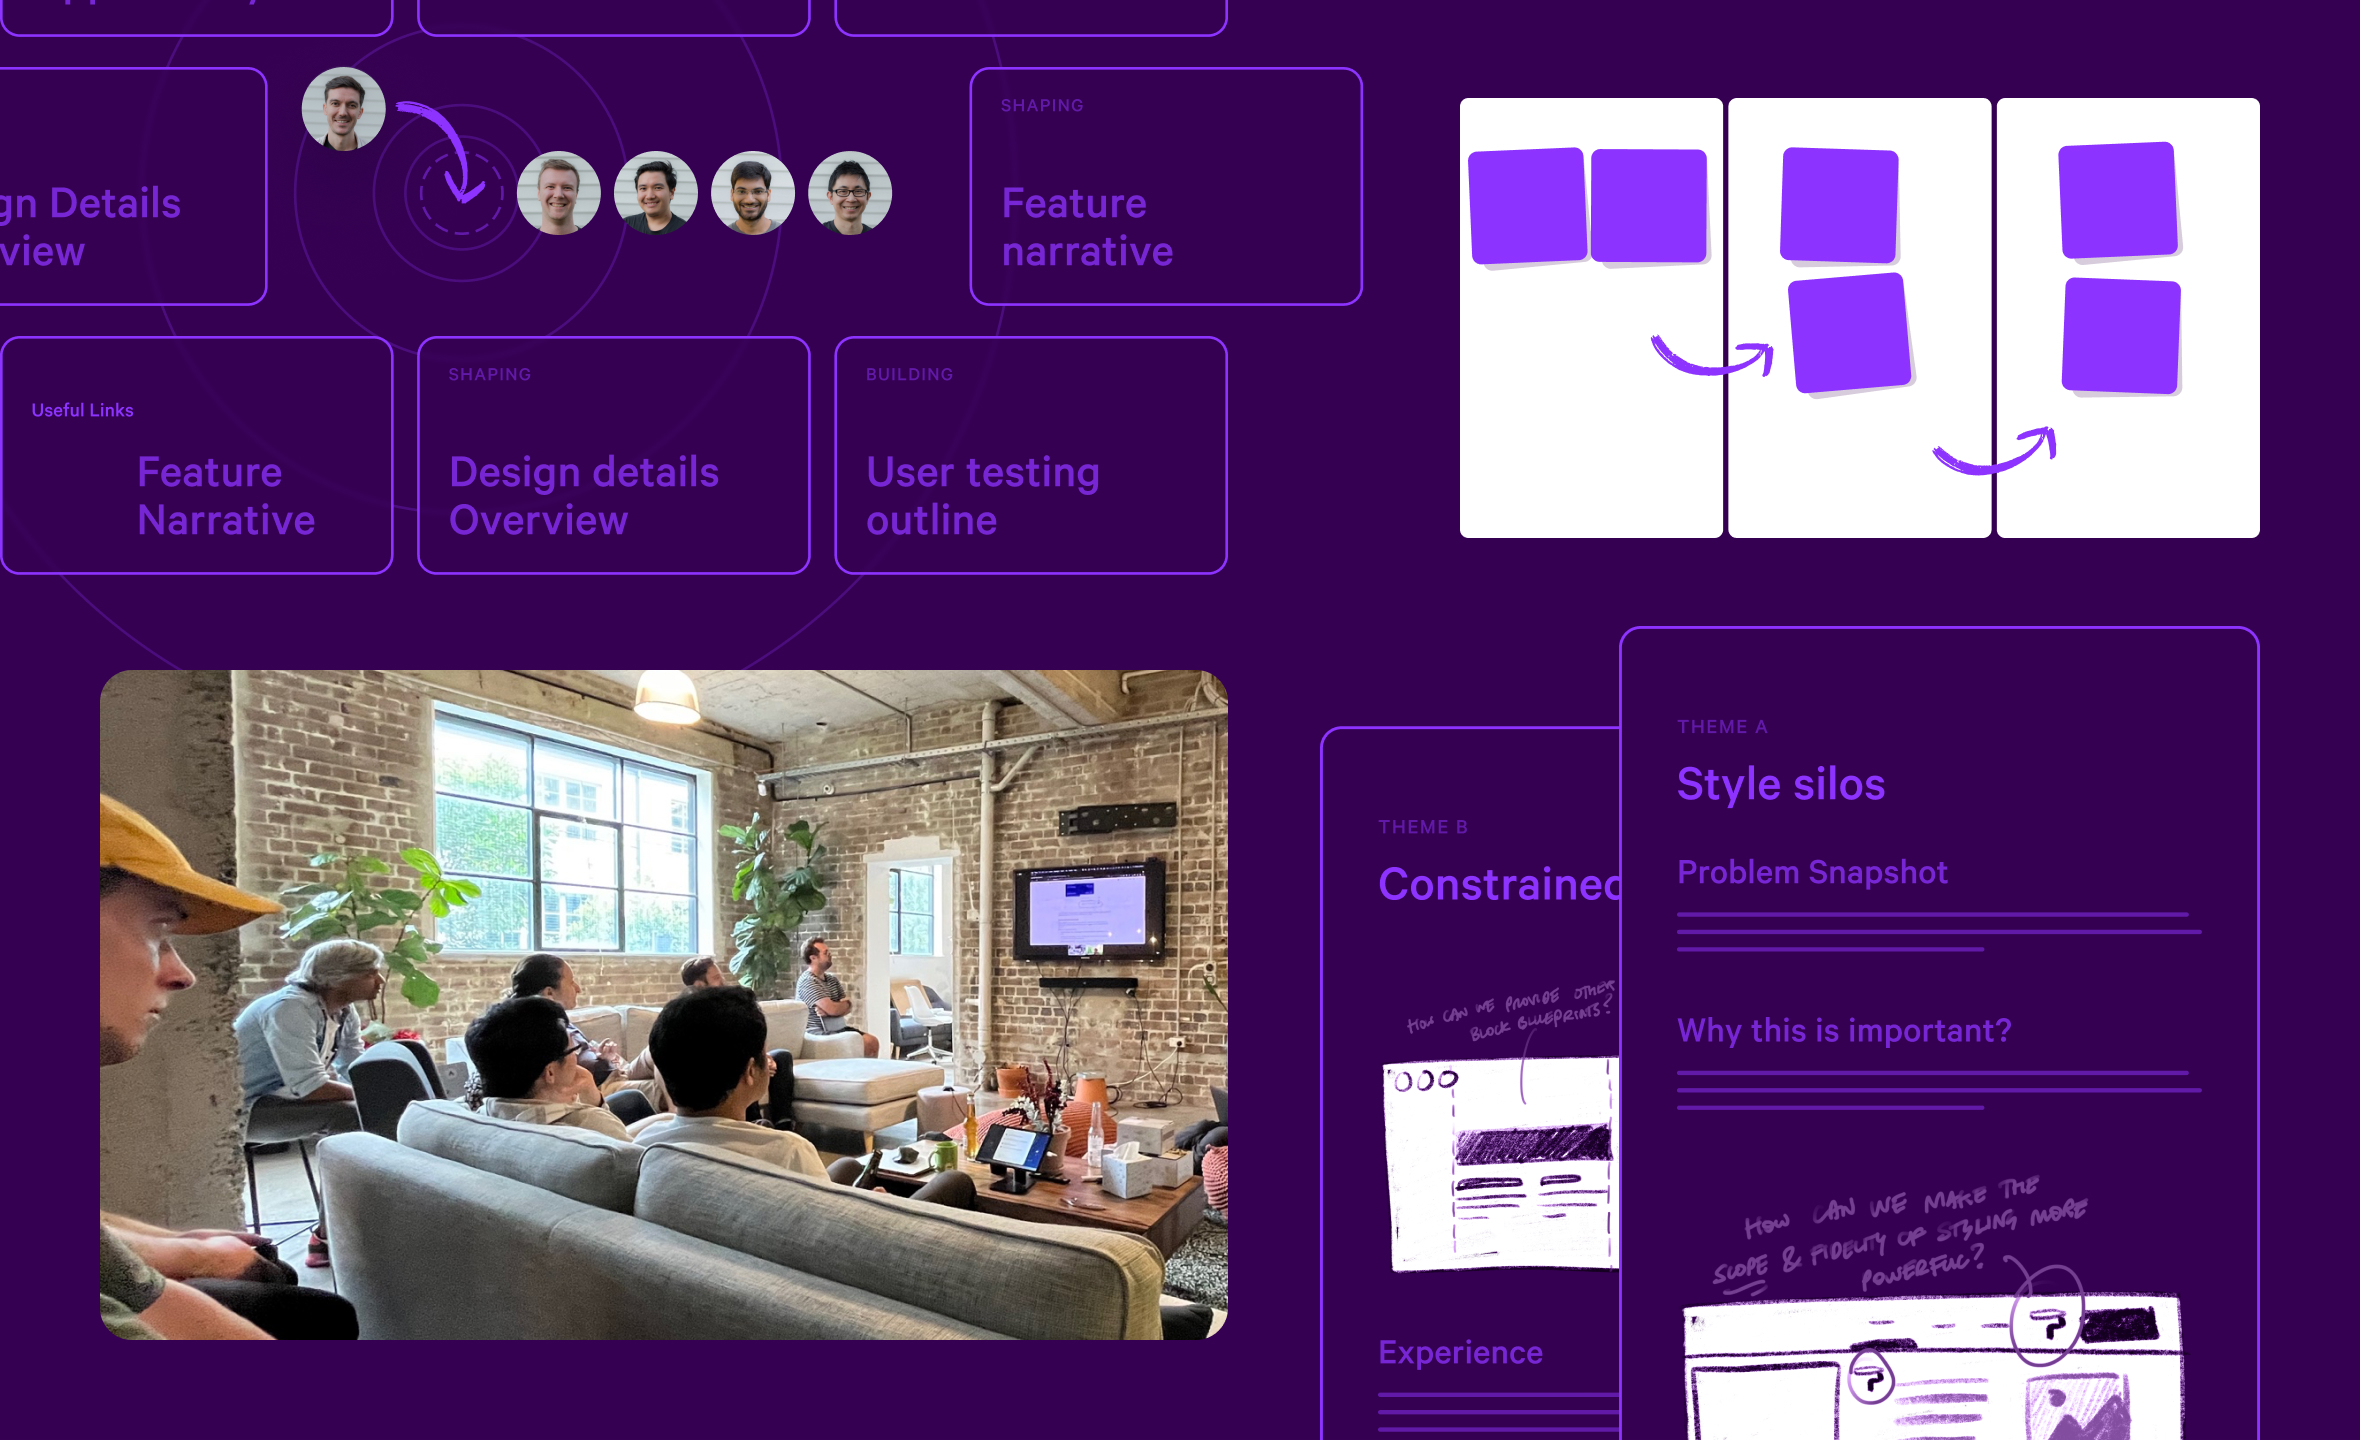 gn Details
view
SHAPING
Feature
narrative
Useful Links
Feature
Narrative
SHAPING
Design details
Overview
BUILDING
User testing
outline
THEME B
Constrained
HOW CAN WE PROVIDE OTHER
BLOCK BLUEPRINTS?
Experience
THEME A
Style silos
Problem Snapshot
Why this is important?
HOW CAN WE MAKE THE
SCOPE & FIDELITY OF STYLING MORE
POWERFUL?
?
?